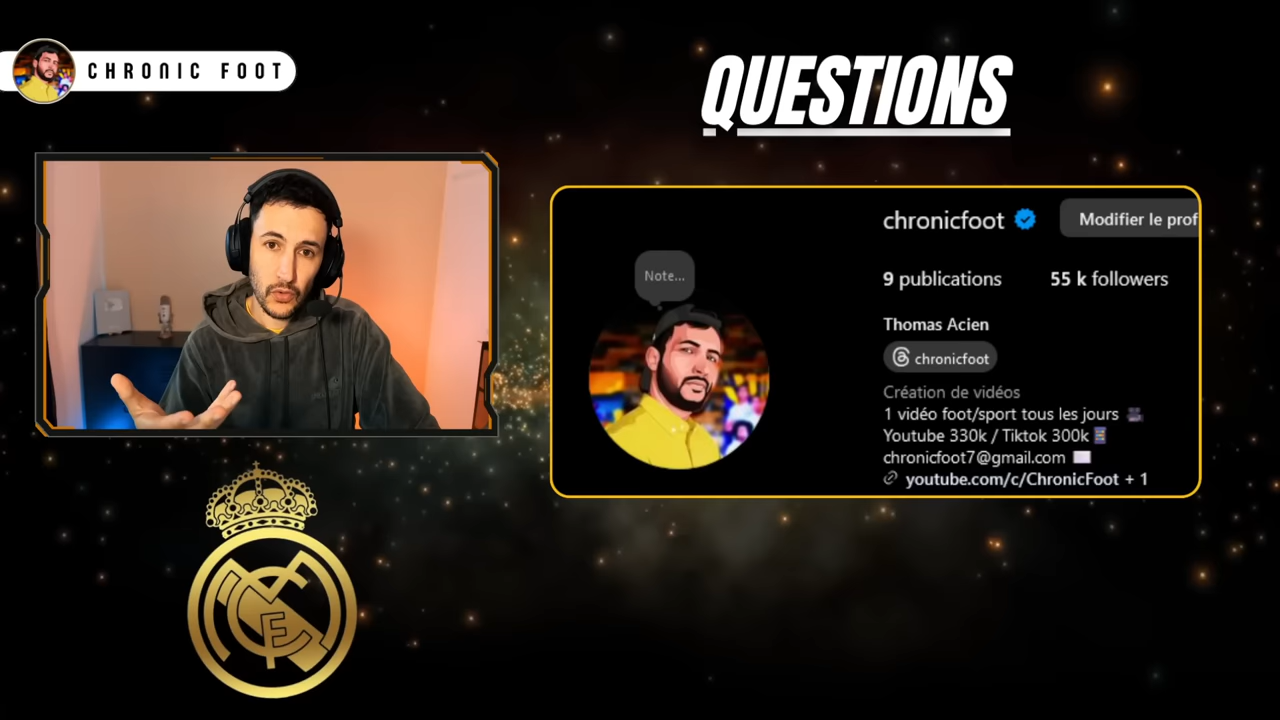 CHRONIC FOOT
QUESTIONS
chronicfoot
Modifier le prof
Note...
9 publications
55 k followers
Thomas Acien
chronicfoot
Création de vidéos
1 vidéo foot/sport tous les jours
Youtube 330k / Tiktok 300k
chronicfoot7@gmail.com
youtube.com/c/ChronicFoot + 1